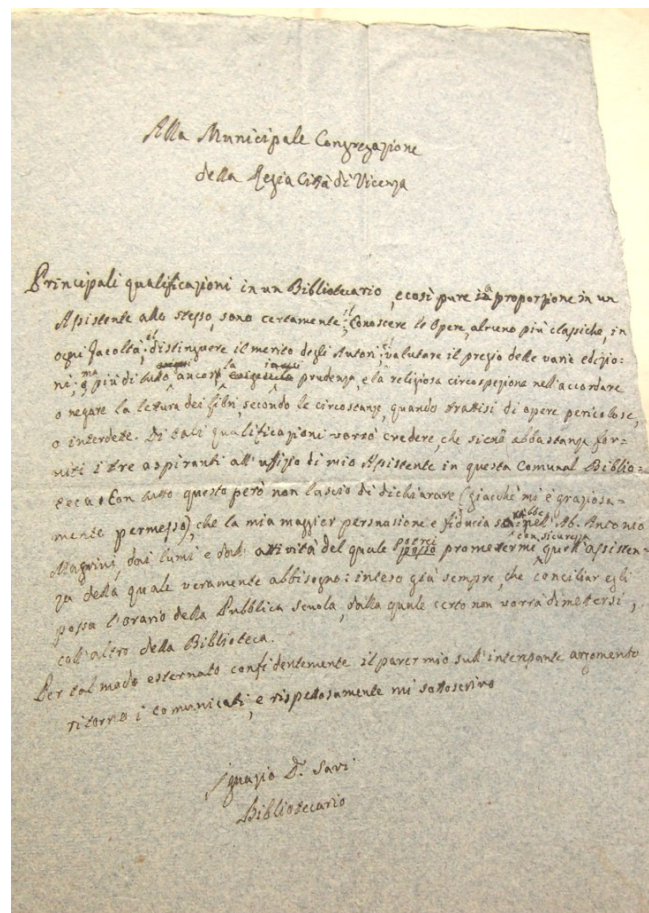 Alla Municipale Congregazione
della Regia Città di Vicenza
Principali qualificazioni in un Bibliotecario, e così pure in proporzione in un
Assistente allo stesso, sono certamente: Conoscere le Opere, almeno più classiche, in
ogni Facoltà: distinguere il merito degli Autori; valutare il pregio delle varie edizio-
ni; ma più di tutto ancora la prudenza, e la religiosa circospezione nell'accordare
o negare la lettura dei libri secondo le circostanze, quando trattisi di opere pericolose,
o interdette. Di tali qualificazioni vorrò credere, che sieno abbastanza for-
niti i tre aspiranti all'uffizio di mio Assistente in questa Comunal Biblio-
teca. Con tutto questo però non lascio di dichiarare (giacchè mi è graziosa-
mente permesso), che la mia maggior persuasione e fiducia sarebbe nell'Ab. Antonio
Magrini, dai lumi e dall'attività del quale potrei promettermi con sicurezza quell'assisten-
za della quale veramente abbisogno: inteso già sempre, che conciliar egli
possa l'orario della Pubblica Scuola, dalla quale certo non vorrà dimettersi,
coll'altro della Biblioteca.
Per tal modo esternato confidentemente il parer mio sull'interessante argomento
ritorno i comunicati, e rispettosamente mi sottoscrivo
Ignazio D. Savi
Bibliotecario